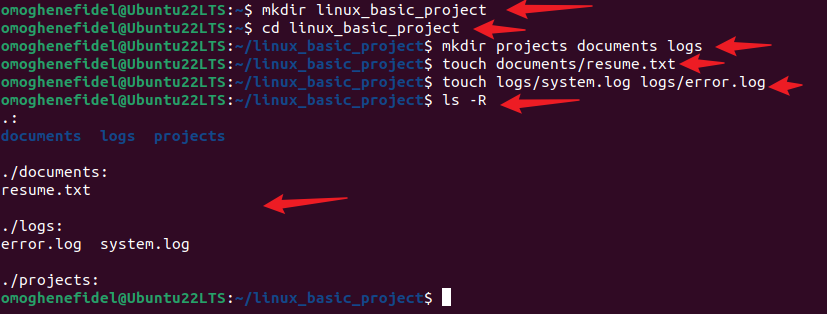 omoghenefidel@Ubuntu22LTS:~$ mkdir linux_basic_project
omoghenefidel@Ubuntu22LTS:~$ cd linux_basic_project
omoghenefidel@Ubuntu22LTS:~/linux_basic_project$ mkdir projects documents logs
omoghenefidel@Ubuntu22LTS:~/linux_basic_project$ touch documents/resume.txt
omoghenefidel@Ubuntu22LTS:~/linux_basic_project$ touch logs/system.log logs/error.log
omoghenefidel@Ubuntu22LTS:~/linux_basic_project$ ls -R
.:
documents  logs  projects

./documents:
resume.txt

./logs:
error.log  system.log

./projects:
omoghenefidel@Ubuntu22LTS:~/linux_basic_project$